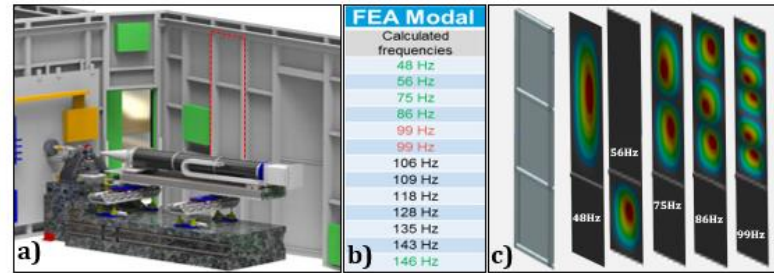 a)
b)
FEA Modal
Calculated
frequencies
48 Hz
56 Hz
75 Hz
86 Hz
99 Hz
99 Hz
106 Hz
109 Hz
118 Hz
128 Hz
135 Hz
143 Hz
146 Hz
c)
48Hz
56Hz
75Hz
86Hz
99Hz